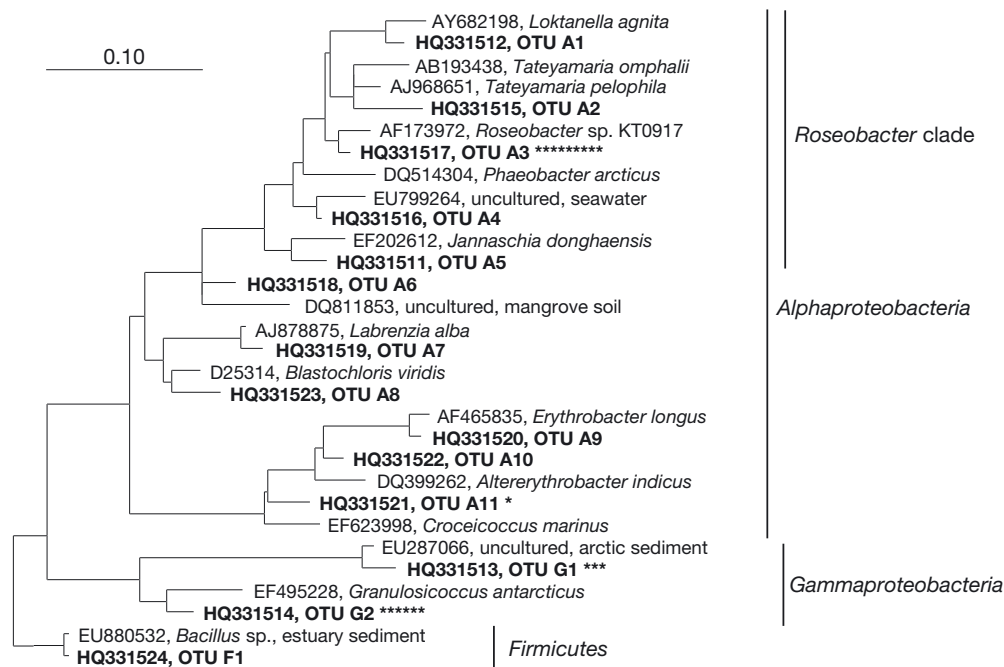 AY682198, Loktanella agnita
0.10
HQ331512, OTU A1
AB193438, Tateyamaria omphalii
AJ968651, Tateyamaria pelophila
HQ331515, OTU A2
AF173972, Roseobacter sp. KT0917
Roseobacter clade
HQ331517, OTU A3 *********
DQ514304, Phaeobacter arcticus
EU799264, uncultured, seawater
HQ331516, OTU A4
EF202612, Jannaschia donghaensis
HQ331511, OTU A5
HQ331518, OTU A6
DQ811853, uncultured, mangrove soil
Alphaproteobacteria
AJ878875, Labrenzia alba
HQ331519, OTU A7
D25314, Blastochloris viridis
HQ331523, OTU A8
AF465835, Erythrobacter longus
HQ331520, OTU A9
HQ331522, OTU A10
DQ399262, Altererythrobacter indicus
HQ331521, OTU A11 *
EF623998, Croceicoccus marinus
EU287066, uncultured, arctic sediment
HQ331513, OTU G1 ***
Gammaproteobacteria
EF495228, Granulosicoccus antarcticus
HQ331514, OTU G2 ******
EU880532, Bacillus sp., estuary sediment
Firmicutes
HQ331524, OTU F1